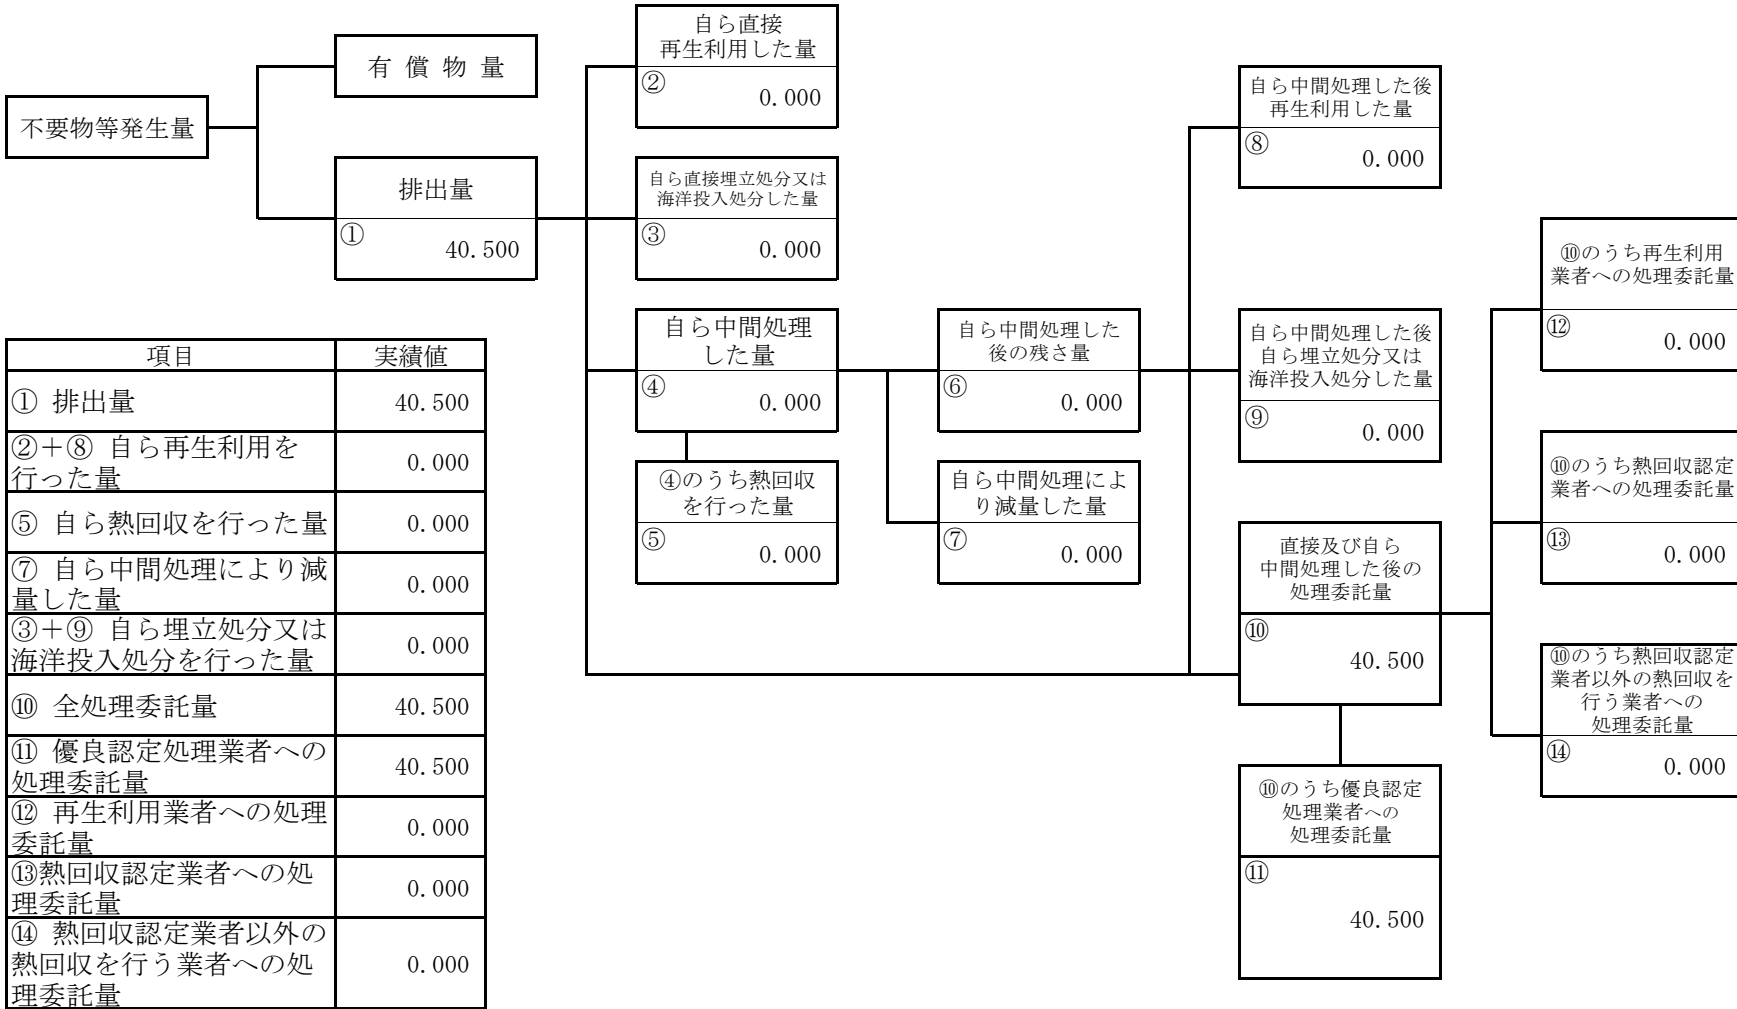 不要物等発生量
有 償 物 量
排出量
①
40.500
自ら直接
再生利用した量
②
0.000
自ら直接埋立処分又は
海洋投入処分した量
③
0.000
自ら中間処理
した量
④
0.000
④のうち熱回収
を行った量
⑤
0.000
自ら中間処理した
後の残さ量
⑥
0.000
自ら中間処理によ
り減量した量
⑦
0.000
自ら中間処理した後
再生利用した量
⑧
0.000
自ら中間処理した後
自ら埋立処分又は
海洋投入処分した量
⑨
0.000
直接及び自ら
中間処理した後の
処理委託量
⑩
40.500
⑩のうち優良認定
処理業者への
処理委託量
⑪
40.500
⑩のうち再生利用
業者への処理委託量
⑫
0.000
⑩のうち熱回収認定
業者への処理委託量
⑬
0.000
⑩のうち熱回収認定
業者以外の熱回収を
行う業者への
処理委託量
⑭
0.000
項目 実績値
① 排出量 40.500
②＋⑧ 自ら再生利用を
行った量 0.000
⑤ 自ら熱回収を行った量 0.000
⑦ 自ら中間処理により減
量した量 0.000
③＋⑨ 自ら埋立処分又は
海洋投入処分を行った量 0.000
⑩ 全処理委託量 40.500
⑪ 優良認定処理業者への
処理委託量 40.500
⑫ 再生利用業者への処理
委託量 0.000
⑬熱回収認定業者への処
理委託量 0.000
⑭ 熱回収認定業者以外の
熱回収を行う業者への処
理委託量 0.000